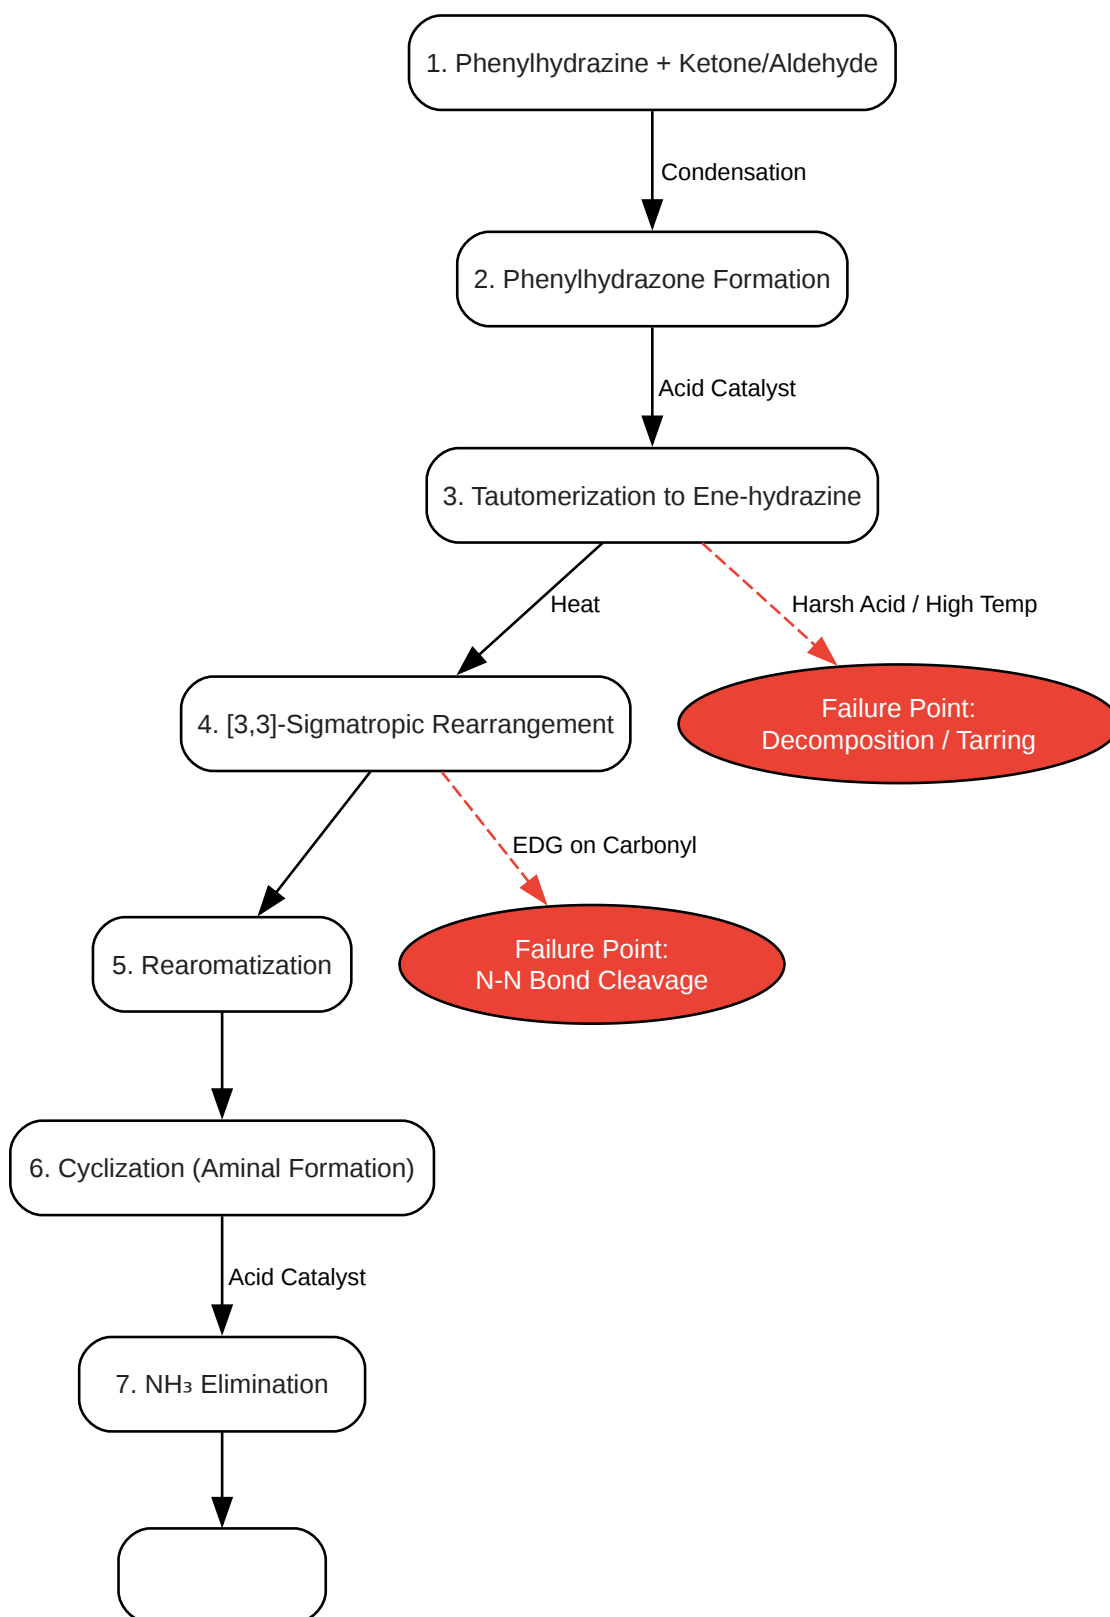 1. Phenylhydrazine + Ketone/Aldehyde
Condensation
2. Phenylhydrazone Formation
Acid Catalyst
3. Tautomerization to Ene-hydrazine
Heat
Harsh Acid / High Temp
4. [3,3]-Sigmatropic Rearrangement
Failure Point:
Decomposition / Tarring
EDG on Carbonyl
5. Rearomatization
Failure Point:
N-N Bond Cleavage
6. Cyclization (Aminal Formation)
Acid Catalyst
7. NH₃ Elimination